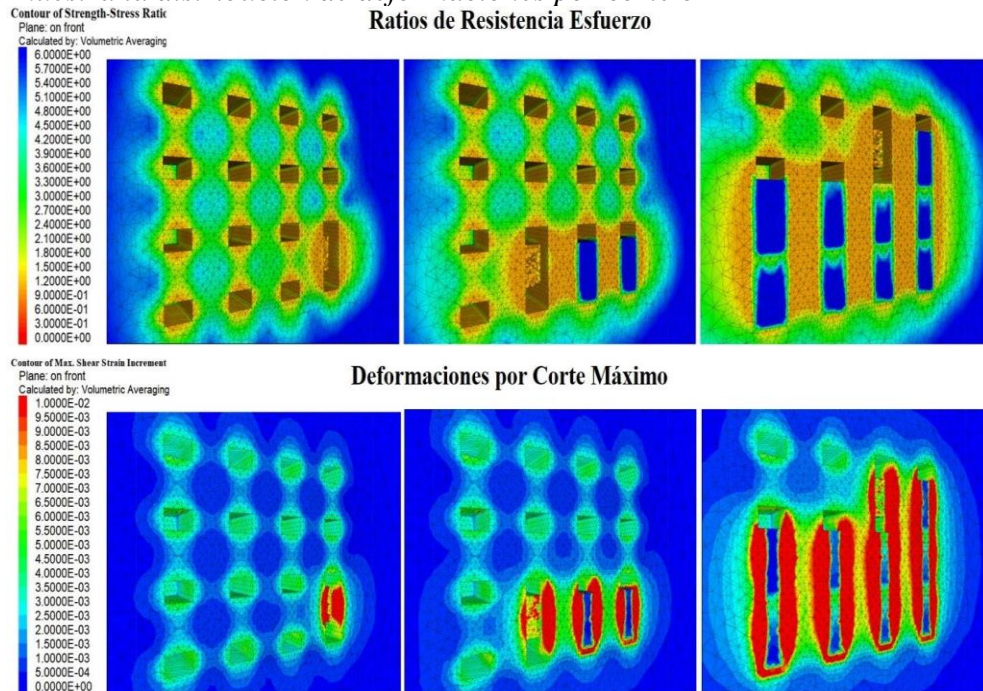 Ratios de Resistencia Esfuerzo
Contour of Strength-Stress Ratio
Plane: on front
Calculated by: Volumetric Averaging
6.0000E+00
5.7000E+00
5.4000E+00
5.1000E+00
4.8000E+00
4.5000E+00
4.2000E+00
3.9000E+00
3.6000E+00
3.3000E+00
3.0000E+00
2.7000E+00
2.4000E+00
2.1000E+00
1.8000E+00
1.5000E+00
1.2000E+00
9.0000E-01
6.0000E-01
3.0000E-01
0.0000E+00
Deformaciones por Corte Máximo
Contour of Max. Shear Strain Increment
Plane: on front
Calculated by: Volumetric Averaging
1.0000E-02
9.5000E-03
9.0000E-03
8.5000E-03
8.0000E-03
7.5000E-03
7.0000E-03
6.5000E-03
6.0000E-03
5.5000E-03
5.0000E-03
4.5000E-03
4.0000E-03
3.5000E-03
3.0000E-03
2.5000E-03
2.0000E-03
1.5000E-03
1.0000E-03
5.0000E-04
0.0000E+00